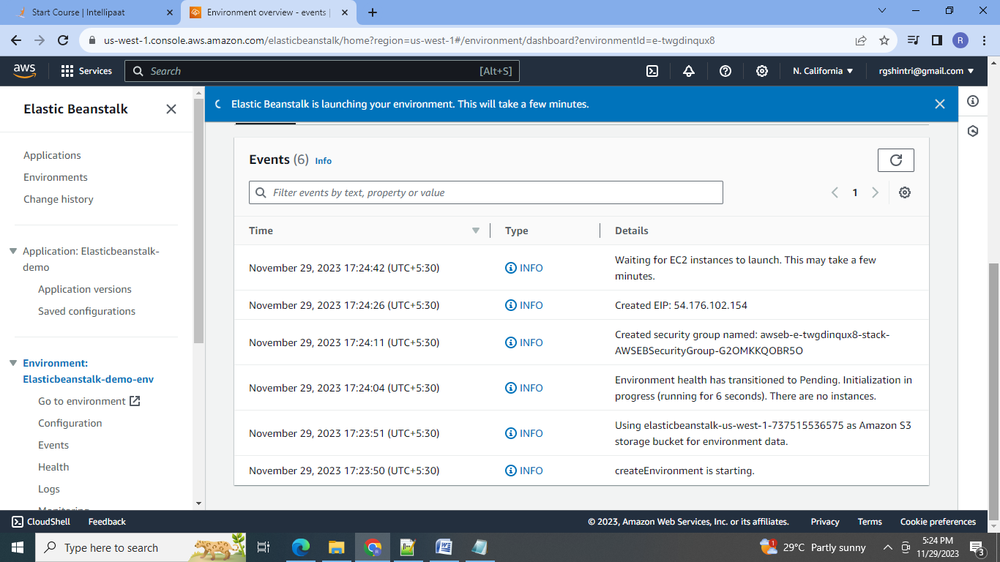 Start Course | Intellipaat
Environment overview - events |
us-west-1.console.aws.amazon.com/elasticbeanstalk/home?region=us-west-1#/environment/dashboard?environmentId=e-twgdinqux8
R
aws
Services
Search
[Alt+S]
N. California
rgshintri@gmail.com
Elastic Beanstalk
Elastic Beanstalk is launching your environment. This will take a few minutes.
Applications
Environments
Change history
Application: Elasticbeanstalk-
demo
Application versions
Saved configurations
Environment:
Elasticbeanstalk-demo-env
Go to environment
Configuration
Events
Health
Logs
Monitoring
Events (6) Info
Filter events by text, property or value
1
Time Type Details
November 29, 2023 17:24:42 (UTC+5:30) INFO Waiting for EC2 instances to launch. This may take a few
minutes.
November 29, 2023 17:24:26 (UTC+5:30) INFO Created EIP: 54.176.102.154
November 29, 2023 17:24:11 (UTC+5:30) INFO Created security group named: awseb-e-twgdinqux8-stack-
AWSEBSecurityGroup-G2OMKKQOBR5O
November 29, 2023 17:24:04 (UTC+5:30) INFO Environment health has transitioned to Pending. Initialization in
progress (running for 6 seconds). There are no instances.
November 29, 2023 17:23:51 (UTC+5:30) INFO Using elasticbeanstalk-us-west-1-737515536575 as Amazon S3
storage bucket for environment data.
November 29, 2023 17:23:50 (UTC+5:30) INFO createEnvironment is starting.
CloudShell Feedback
© 2023, Amazon Web Services, Inc. or its affiliates. Privacy Terms Cookie preferences
Type here to search
1
29°C Partly sunny
5:24 PM
11/29/2023
3